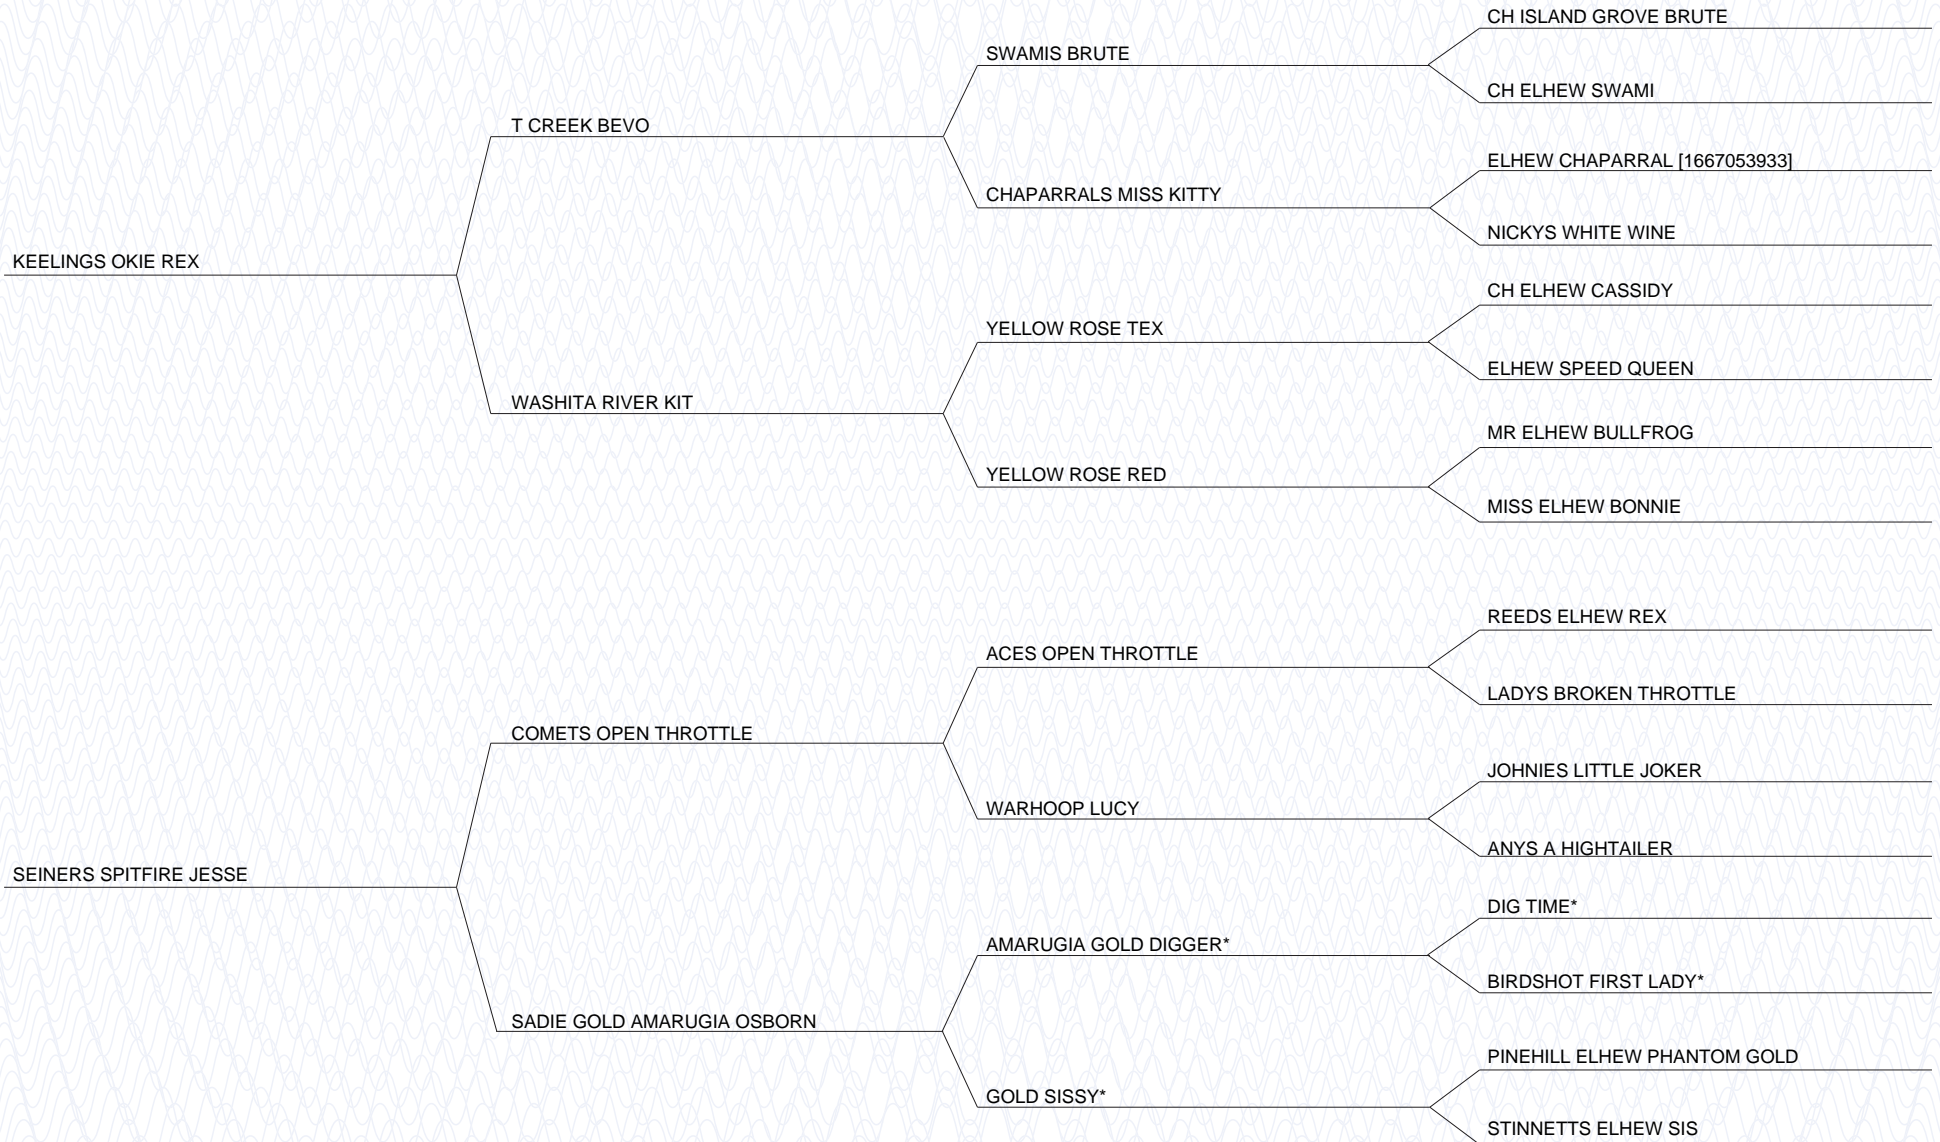 CH ISLAND GROVE BRUTE
SWAMIS BRUTE
CH ELHEW SWAMI
T CREEK BEVO
ELHEW CHAPARRAL [1667053933]
CHAPARRALS MISS KITTY
NICKYS WHITE WINE
KEELINGS OKIE REX
CH ELHEW CASSIDY
YELLOW ROSE TEX
ELHEW SPEED QUEEN
WASHITA RIVER KIT
MR ELHEW BULLFROG
YELLOW ROSE RED
MISS ELHEW BONNIE
REEDS ELHEW REX
ACES OPEN THROTTLE
LADYS BROKEN THROTTLE
COMETS OPEN THROTTLE
JOHNIES LITTLE JOKER
WARHOOP LUCY
ANYS A HIGHTAILER
SEINERS SPITFIRE JESSE
DIG TIME*
AMARUGIA GOLD DIGGER*
BIRDSHOT FIRST LADY*
SADIE GOLD AMARUGIA OSBORN
PINEHILL ELHEW PHANTOM GOLD
GOLD SISSY*
STINNETTS ELHEW SIS